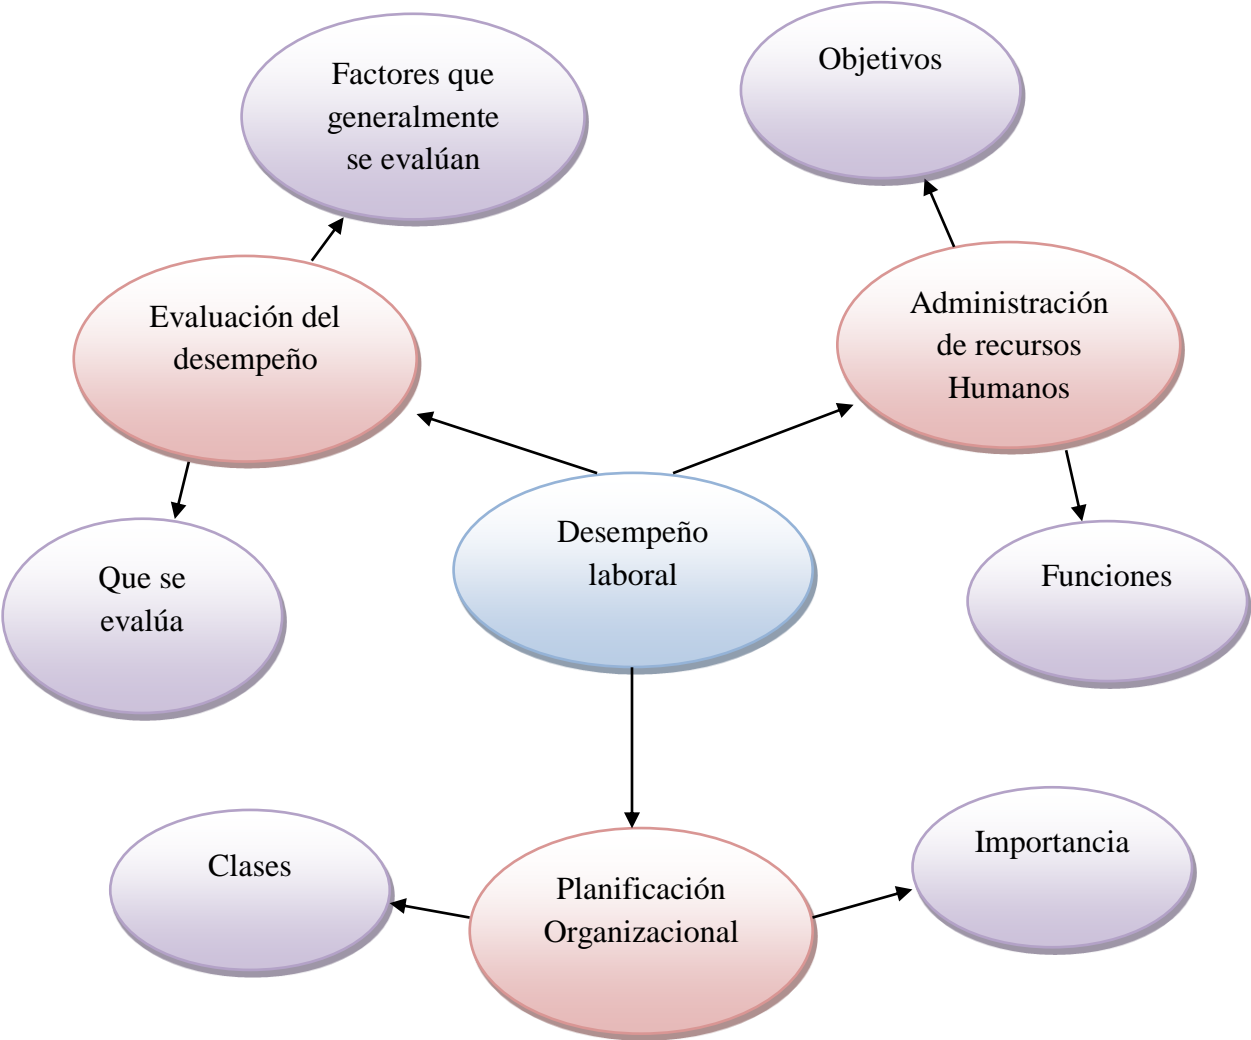 Factores que
generalmente
se evalúan
Objetivos
Evaluación del
desempeño
Administración
de recursos
Humanos
Desempeño
laboral
Que se
evalúa
Funciones
Clases
Planificación
Organizacional
Importancia